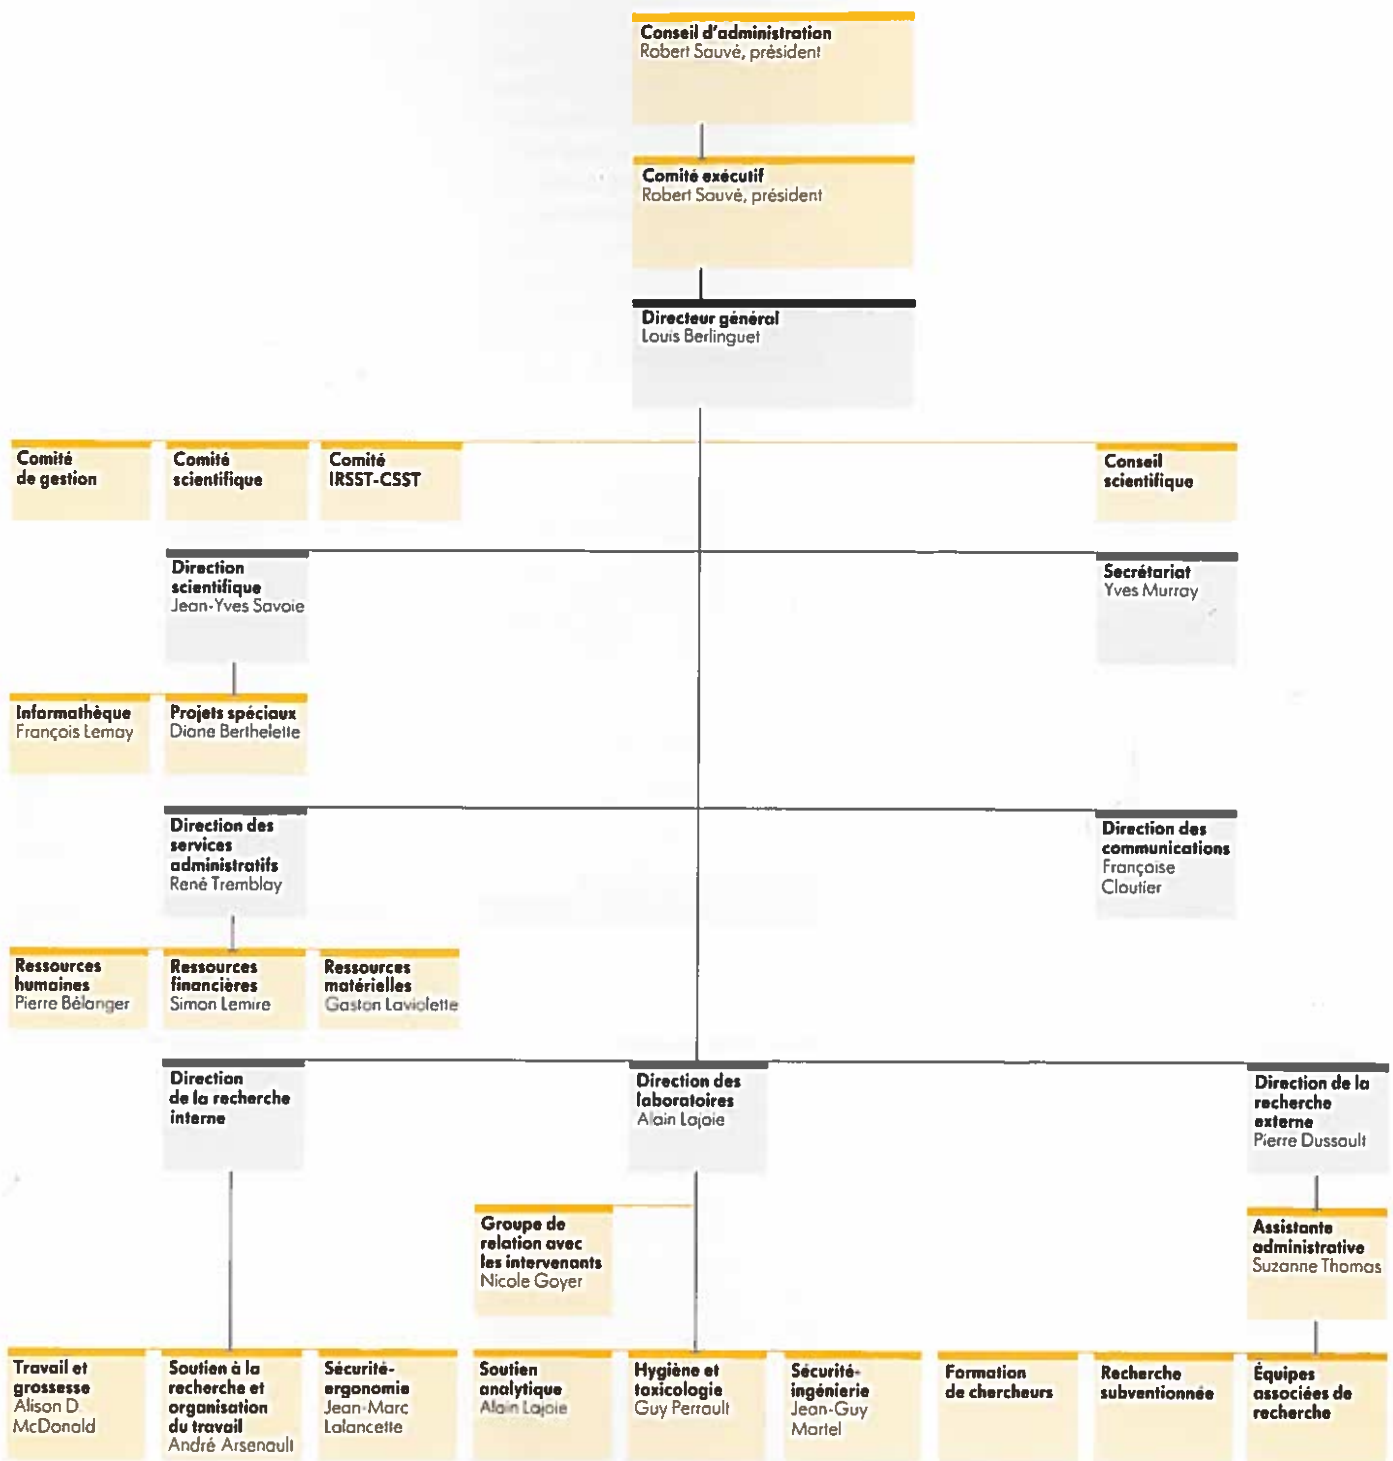 Conseil d'administration
Robert Sauvé, président
Comité exécutif
Robert Sauvé, président
Directeur général
Louis Berlinguet
Comité
de gestion
Comité
scientifique
Comité
IRSST-CSST
Conseil
scientifique
Direction
scientifique
Jean-Yves Savoie
Secrétariat
Yves Murray
Informathèque
François Lemay
Projets spéciaux
Diane Berthelette
Direction des
services
administratifs
René Tremblay
Direction des
communications
Françoise
Cloutier
Ressources
humaines
Pierre Bélanger
Ressources
financières
Simon Lemire
Ressources
matérielles
Gaston Laviolette
Direction
de la recherche
interne
Direction des
laboratoires
Alain Lajoie
Direction de la
recherche
externe
Pierre Dussault
Groupe de
relation avec
les intervenants
Nicole Goyer
Assistante
administrative
Suzanne Thomas
Travail et
grossesse
Alison D.
McDonald
Soutien à la
recherche et
organisation
du travail
André Arsenault
Sécurité-
ergonomie
Jean-Marc
Lalancette
Soutien
analytique
Alain Lajoie
Hygiène et
toxicologie
Guy Perrault
Sécurité-
ingénierie
Jean-Guy
Martel
Formation
de chercheurs
Recherche
subventionnée
Équipes
associées de
recherche